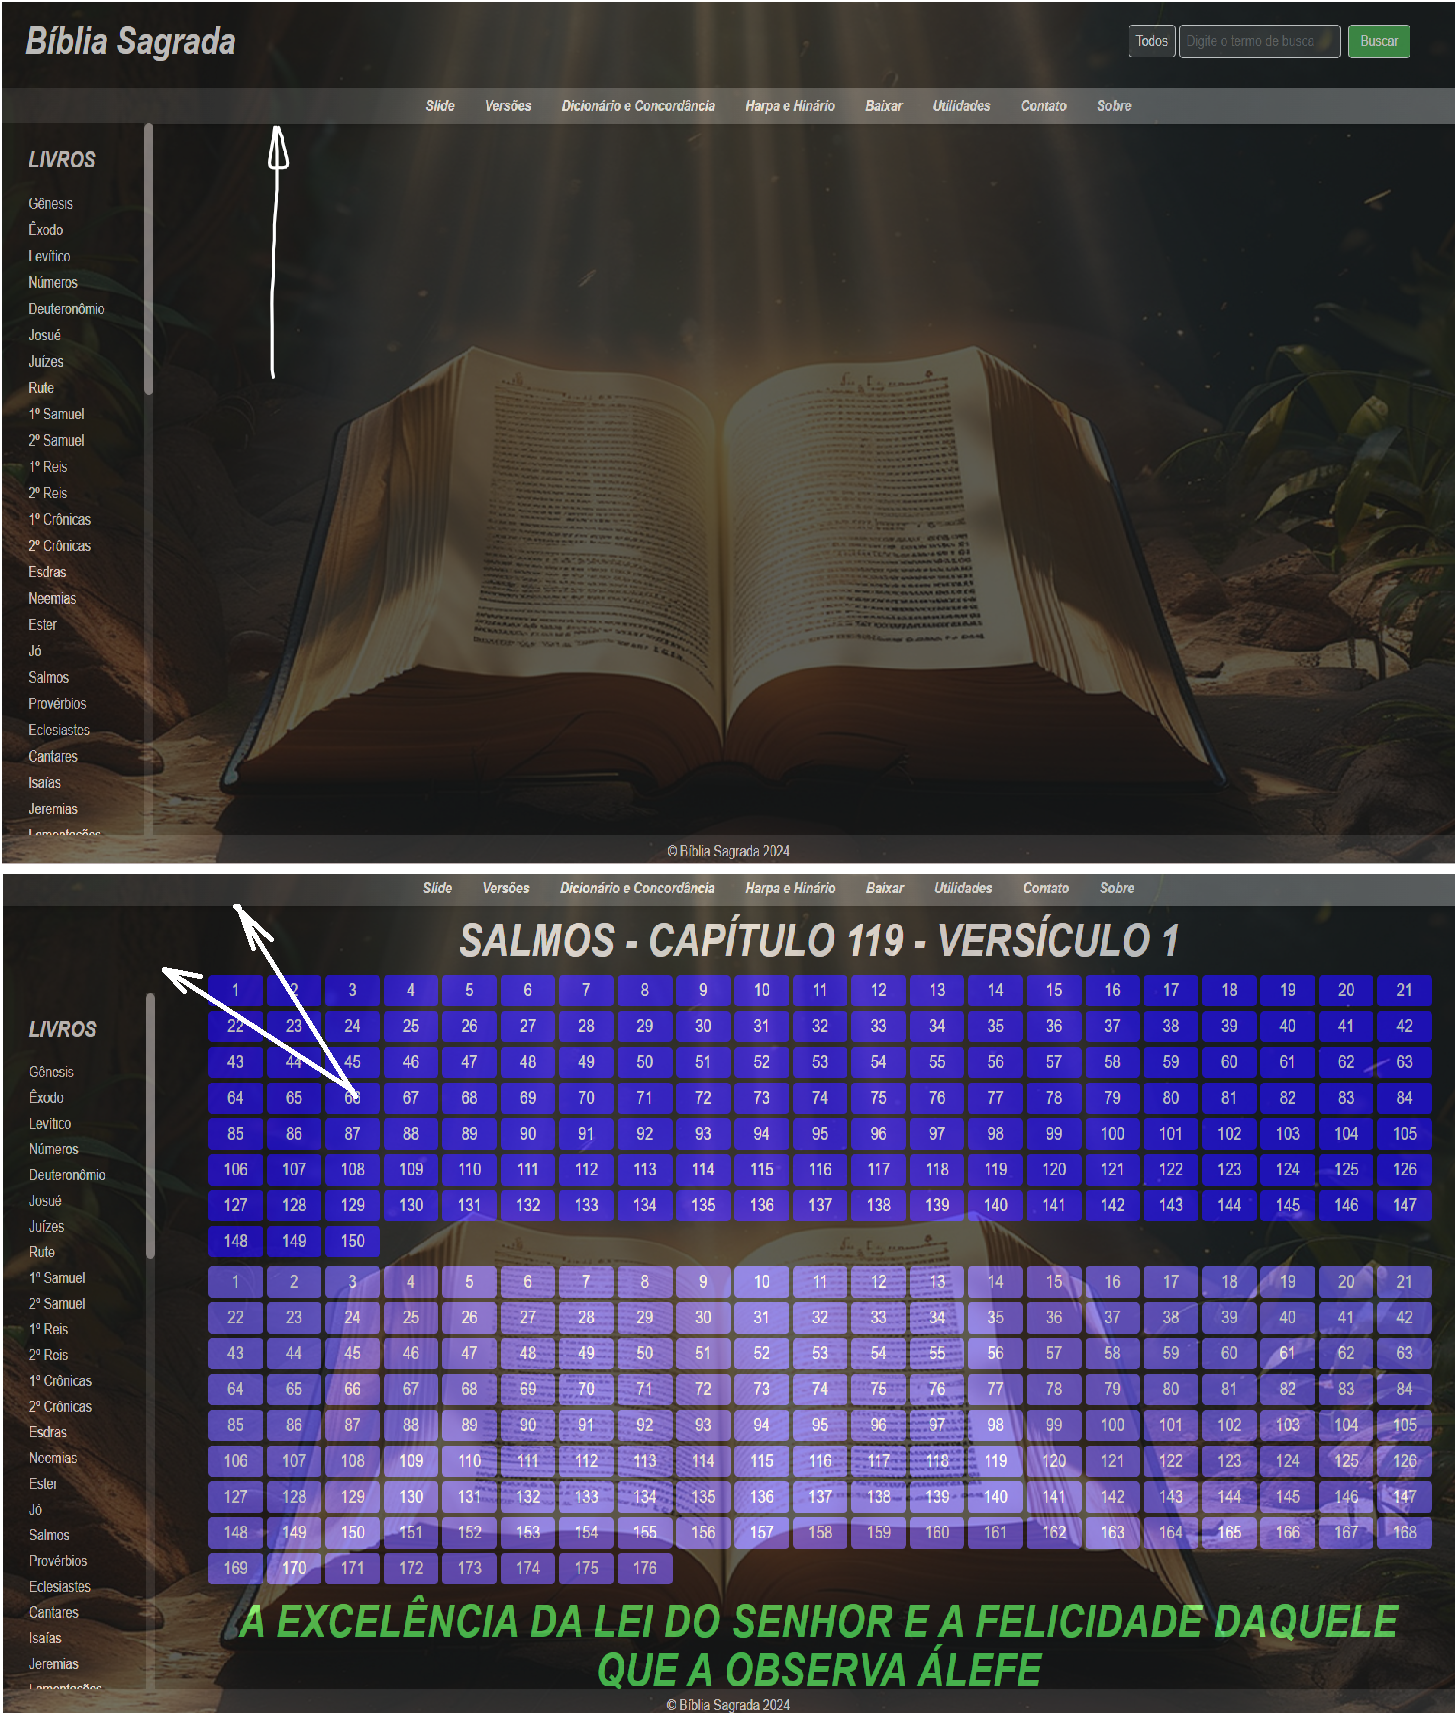 Bíblia Sagrada
Todos Digite o termo de busca Buscar
Slide Versões Dicionário e Concordância Harpa e Hinário Baixar Utilidades Contato Sobre
LIVROS
Gênesis
Êxodo
Levítico
Números
Deuteronômio
Josué
Juízes
Rute
1º Samuel
2º Samuel
1º Reis
2º Reis
1º Crônicas
2º Crônicas
Esdras
Neemias
Ester
Jó
Salmos
Provérbios
Eclesiastes
Cantares
Isaías
Jeremias
Lamentações
© Bíblia Sagrada 2024
Slide Versões Dicionário e Concordância Harpa e Hinário Baixar Utilidades Contato Sobre
SALMOS - CAPÍTULO 119 - VERSÍCULO 1
1 2 3 4 5 6 7 8 9 10 11 12 13 14 15 16 17 18 19 20 21
22 23 24 25 26 27 28 29 30 31 32 33 34 35 36 37 38 39 40 41 42
43 44 45 46 47 48 49 50 51 52 53 54 55 56 57 58 59 60 61 62 63
64 65 66 67 68 69 70 71 72 73 74 75 76 77 78 79 80 81 82 83 84
85 86 87 88 89 90 91 92 93 94 95 96 97 98 99 100 101 102 103 104 105
106 107 108 109 110 111 112 113 114 115 116 117 118 119 120 121 122 123 124 125 126
127 128 129 130 131 132 133 134 135 136 137 138 139 140 141 142 143 144 145 146 147
148 149 150
1 2 3 4 5 6 7 8 9 10 11 12 13 14 15 16 17 18 19 20 21
22 23 24 25 26 27 28 29 30 31 32 33 34 35 36 37 38 39 40 41 42
43 44 45 46 47 48 49 50 51 52 53 54 55 56 57 58 59 60 61 62 63
64 65 66 67 68 69 70 71 72 73 74 75 76 77 78 79 80 81 82 83 84
85 86 87 88 89 90 91 92 93 94 95 96 97 98 99 100 101 102 103 104 105
106 107 108 109 110 111 112 113 114 115 116 117 118 119 120 121 122 123 124 125 126
127 128 129 130 131 132 133 134 135 136 137 138 139 140 141 142 143 144 145 146 147
148 149 150 151 152 153 154 155 156 157 158 159 160 161 162 163 164 165 166 167 168
169 170 171 172 173 174 175 176
A EXCELÊNCIA DA LEI DO SENHOR E A FELICIDADE DAQUELE
QUE A OBSERVA ÁLEFE
LIVROS
Gênesis
Êxodo
Levítico
Números
Deuteronômio
Josué
Juízes
Rute
1º Samuel
2º Samuel
1º Reis
2º Reis
1º Crônicas
2º Crônicas
Esdras
Neemias
Ester
Jó
Salmos
Provérbios
Eclesiastes
Cantares
Isaías
Jeremias
Lamentações
© Bíblia Sagrada 2024